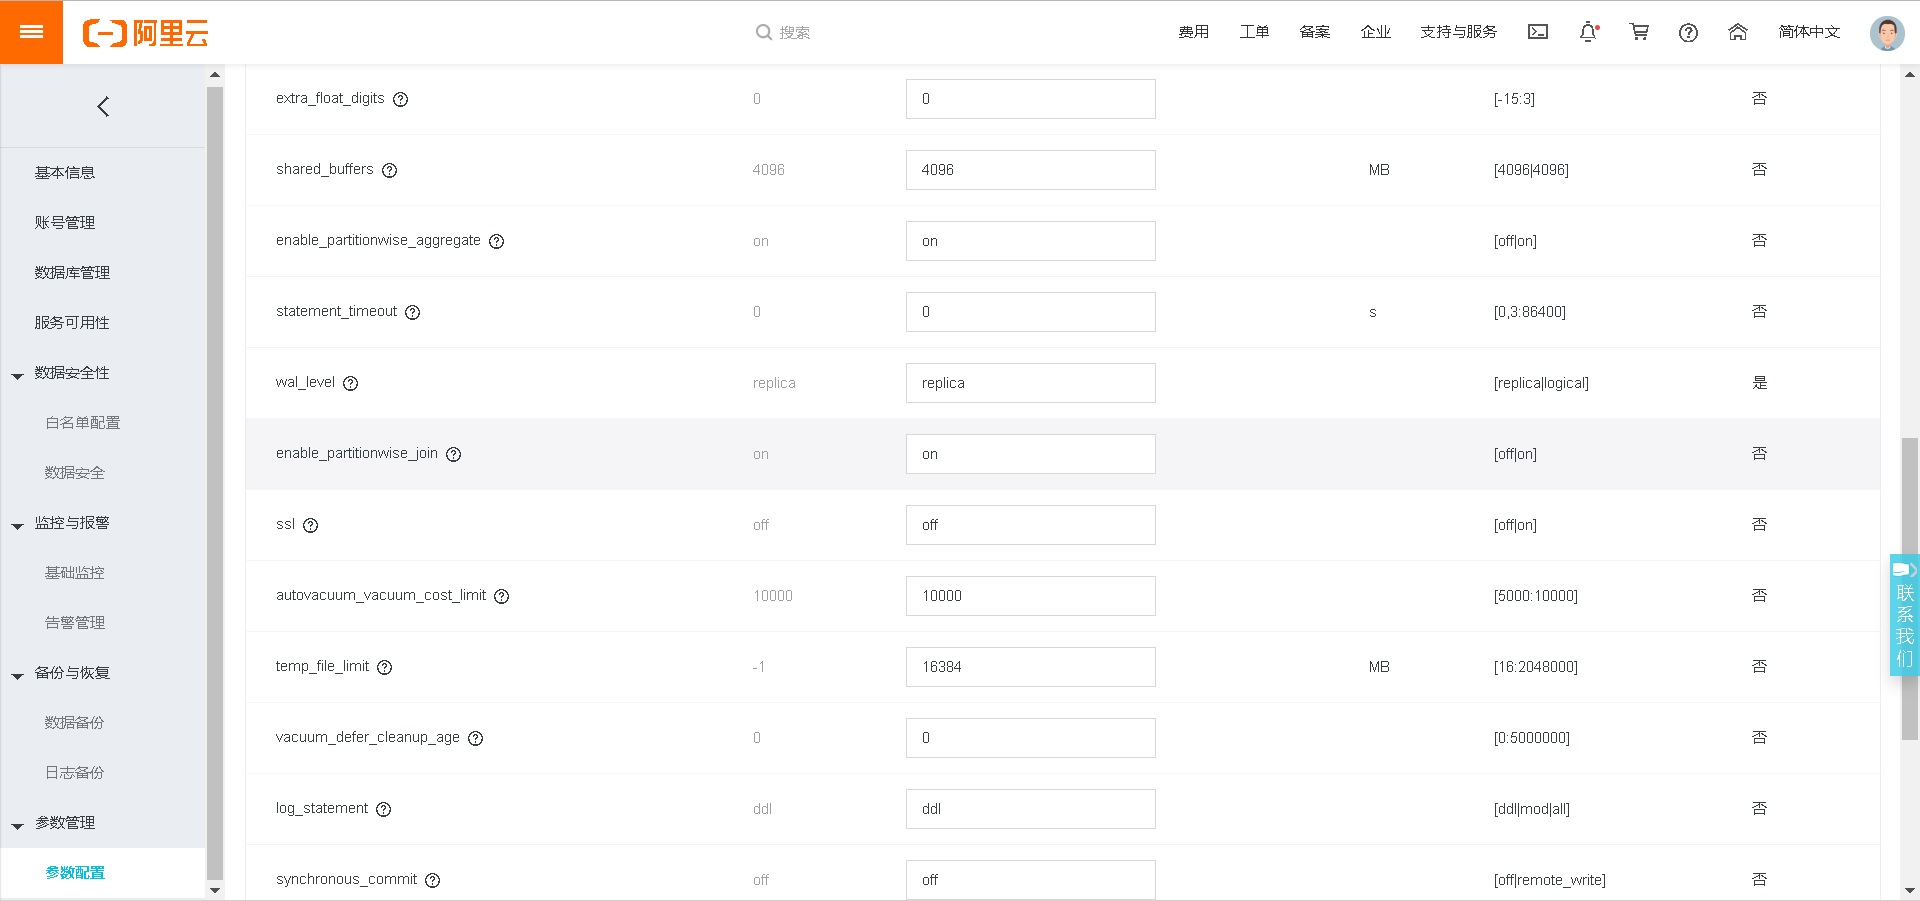 阿里云
搜索
费用
工单
备案
企业
支持与服务
简体中文
基本信息
账号管理
数据库管理
服务可用性
数据安全性
白名单配置
数据安全
监控与报警
基础监控
告警管理
备份与恢复
数据备份
日志备份
参数管理
参数配置
extra_float_digits 0 0 [-15:3] 否
shared_buffers 4096 4096 MB [4096|4096] 否
enable_partitionwise_aggregate on on [off|on] 否
statement_timeout 0 0 s [0,3:86400] 否
wal_level replica replica [replica|logical] 是
enable_partitionwise_join on on [off|on] 否
ssl off off [off|on] 否
autovacuum_vacuum_cost_limit 10000 10000 [5000:10000] 否
temp_file_limit -1 16384 MB [16:2048000] 否
vacuum_defer_cleanup_age 0 0 [0:5000000] 否
log_statement ddl ddl [ddl|mod|all] 否
synchronous_commit off off [off|remote_write] 否
联系我们